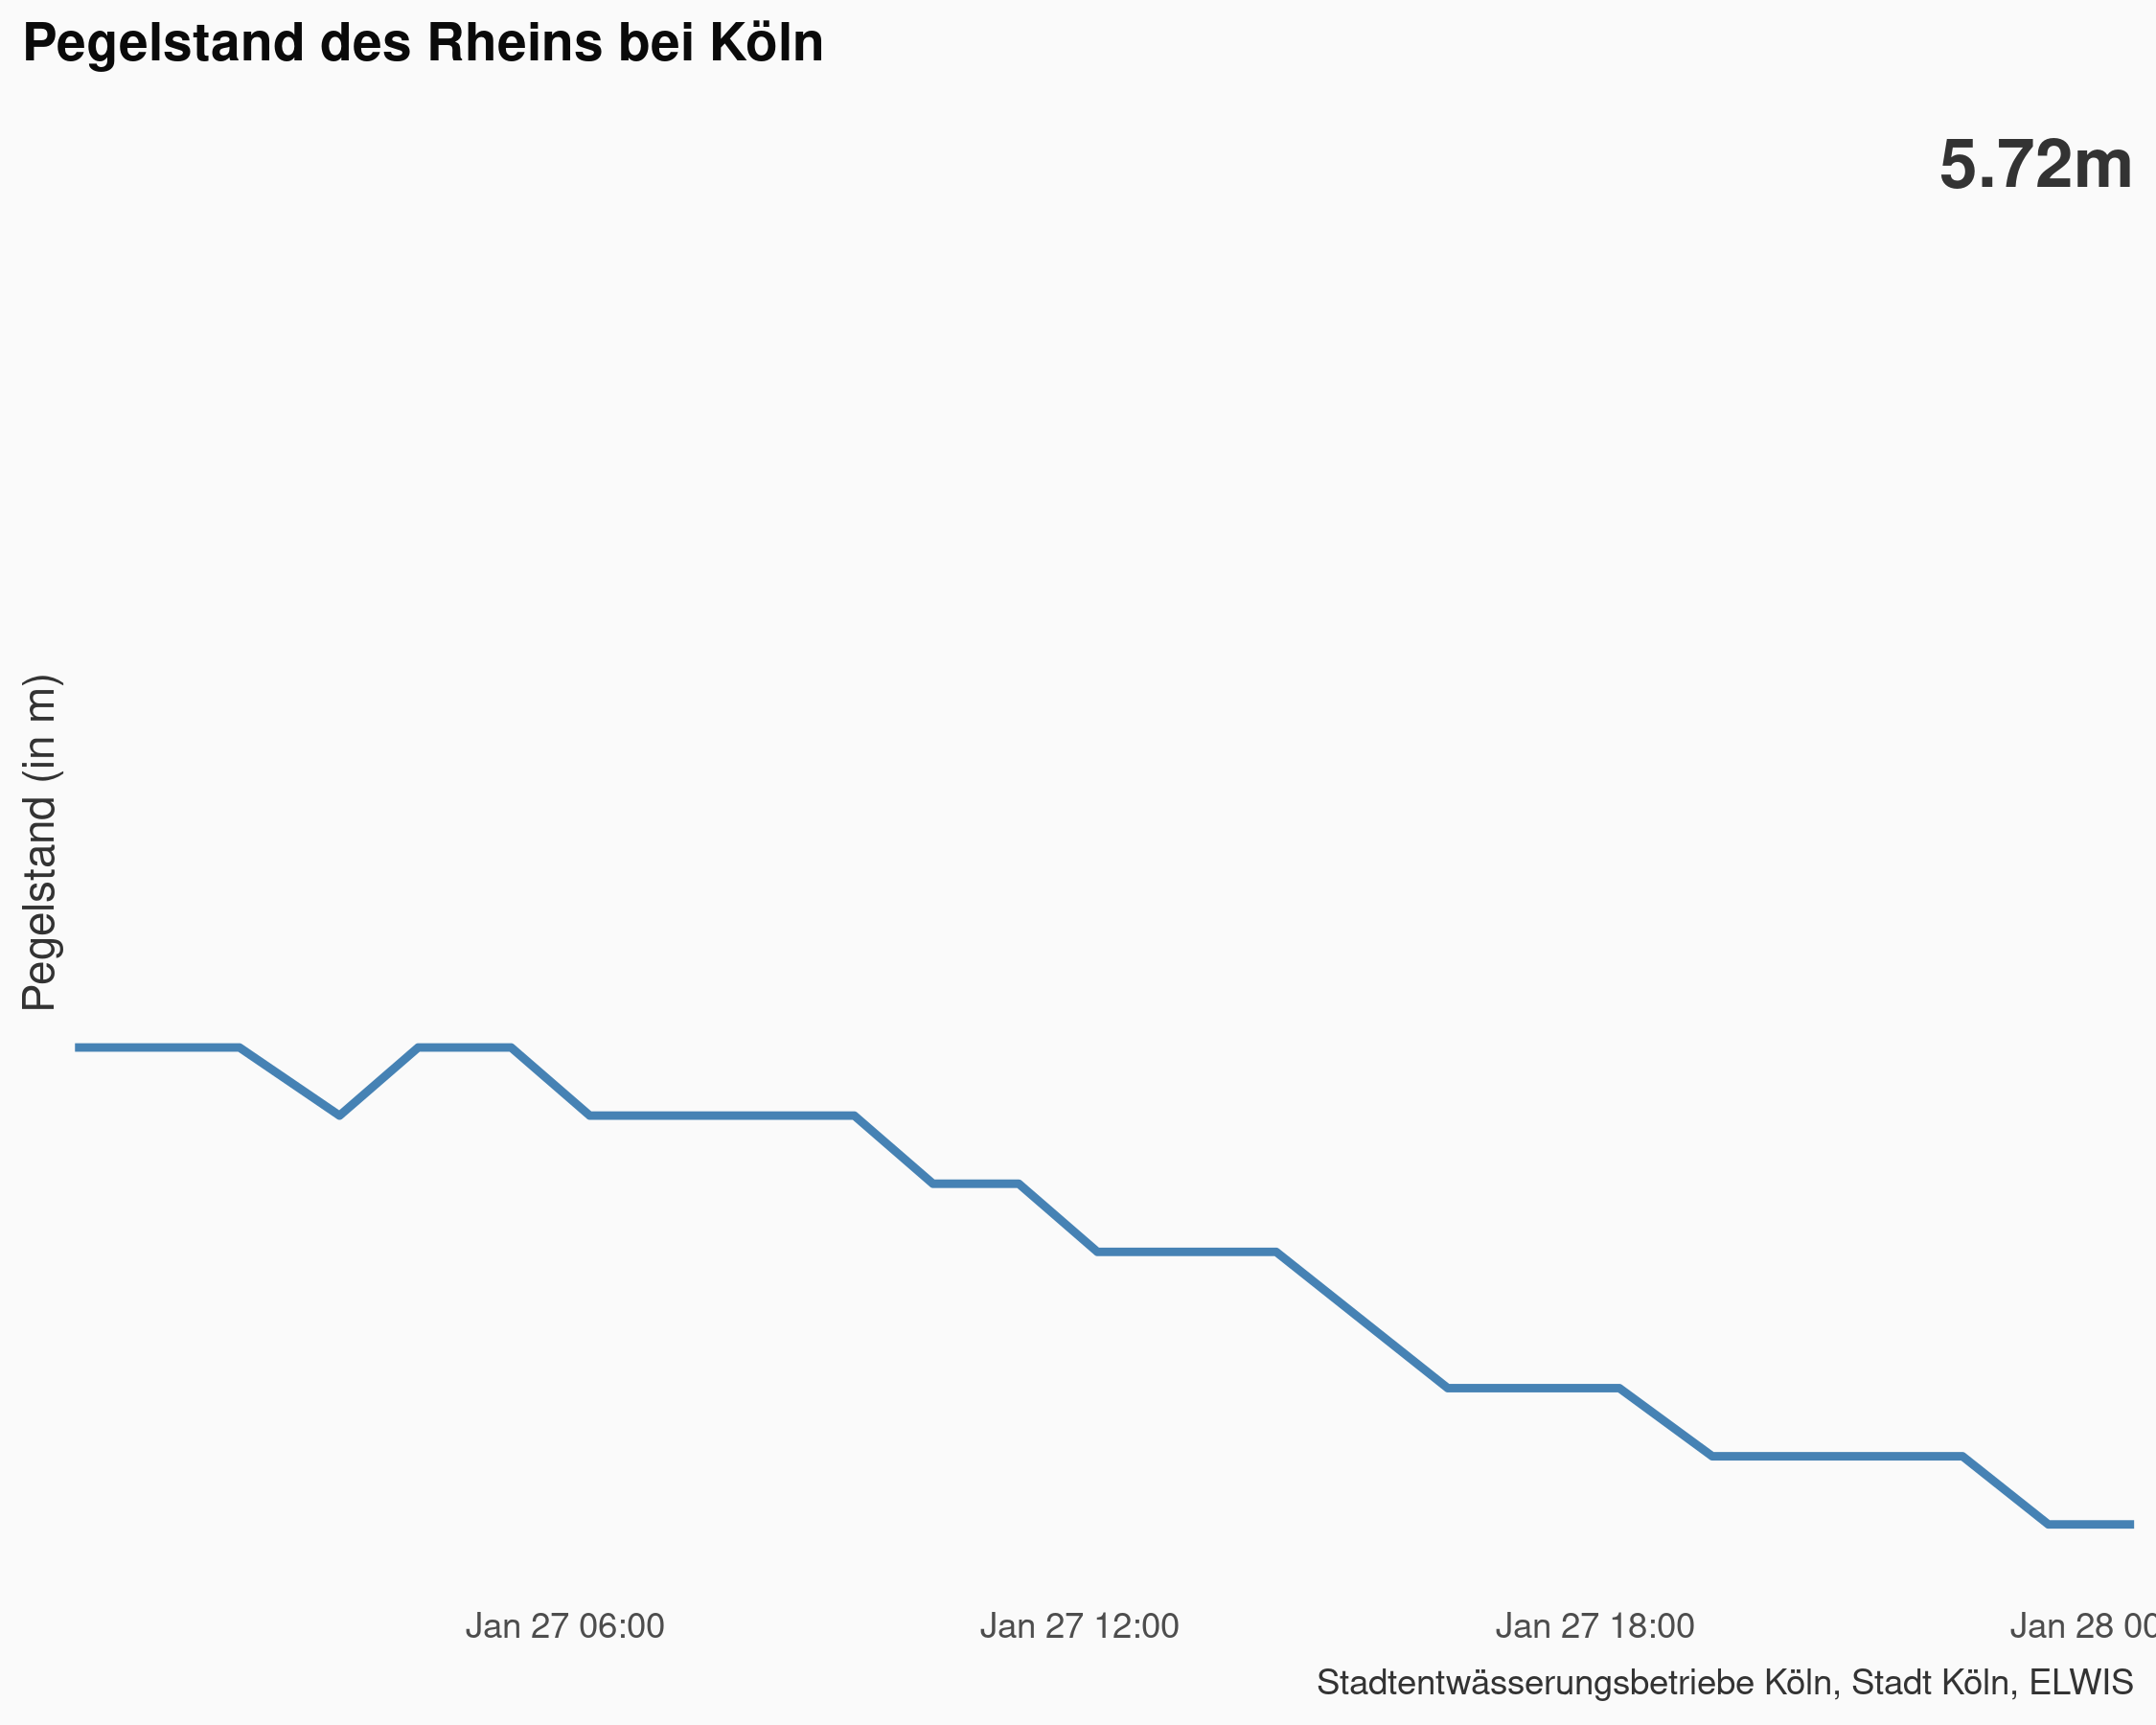 Pegelstand des Rheins bei Köln
5.72m
Pegelstand (in m)
Jan 27 06:00 Jan 27 12:00 Jan 27 18:00 Jan 28 00
Stadtentwässerungsbetriebe Köln, Stadt Köln, ELWIS